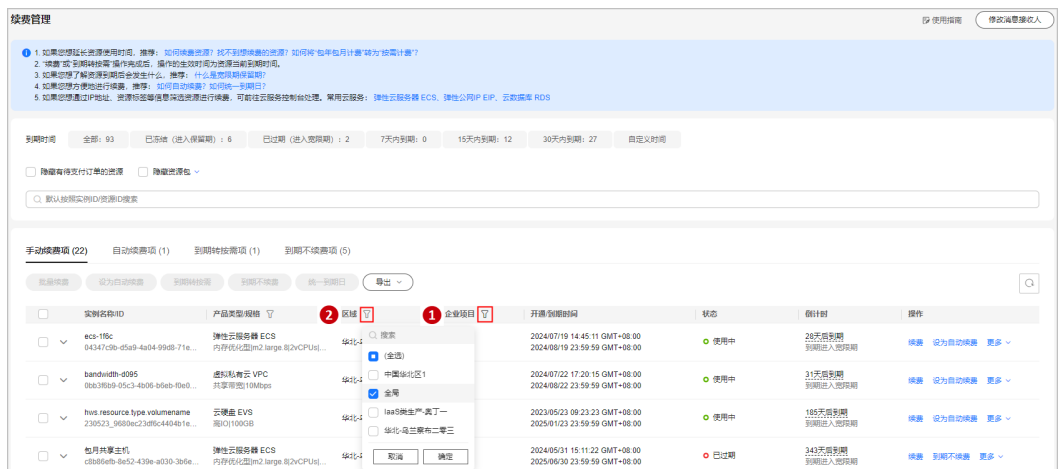 续费管理
使用指南
修改消息接收人
1. 如果您想延长资源使用时间，推荐： 如何续费资源？ 找不到想续费的资源？ 如何将"包年包月计费"转为"按需计费"？
2. "续费"或"到期转按需"操作完成后，操作的生效时间为资源当前到期时间。
3. 如果您想了解资源到期后会发生什么，推荐： 什么是宽限期保留期？
4. 如果您想方便地进行续费，推荐： 如何自动续费？ 如何统一到期日？
5. 如果您想通过IP地址、资源标签等信息筛选资源进行续费，可前往云服务控制台处理。常用云服务： 弹性云服务器 ECS、弹性公网IP EIP、云数据库 RDS
到期时间 全部：93 已冻结（进入保留期）：6 已过期（进入宽限期）：2 7天内到期：0 15天内到期：12 30天内到期：27 自定义时间
隐藏有待支付订单的资源 隐藏资源包
默认按照实例ID/资源ID搜索
手动续费项 (22) 自动续费项 (1) 到期转按需项 (1) 到期不续费项 (5)
批量续费 设为自动续费 到期转按需 到期不续费 统一到期日 导出
实例名称/ID 产品类型/规格 2 区域 1 企业项目 开通/到期时间 状态 倒计时 操作
ecs-1f6c 弹性云服务器 ECS 华北- 2024/07/19 14:45:11 GMT+08:00 使用中 28天后到期 续费 设为自动续费 更多
04347c9b-d5a9-4a04-99d8-71e... 内存优化型|m2.large.8|2vCPUs|... 2024/08/19 23:59:59 GMT+08:00 到期进入宽限期
搜索
(全选)
中国华北区1
全局
IaaS类生产-奥丁一
华北-乌兰察布二零三
取消 确定
bandwidth-d095 虚拟私有云 VPC 华北- 2024/07/22 17:20:15 GMT+08:00 使用中 31天后到期 续费 设为自动续费 更多
0bb3f6b9-05c3-4b06-b6eb-f0e0... 共享带宽|10Mbps 2024/08/22 23:59:59 GMT+08:00 到期进入宽限期
hws.resource.type.volumename 云硬盘 EVS 华北- 2023/05/23 09:23:23 GMT+08:00 使用中 185天后到期 续费 设为自动续费 更多
230523_9680ec23df6c4404b1e... 高IO|100GB 2025/01/23 23:59:59 GMT+08:00 到期进入宽限期
包月共享主机 弹性云服务器 ECS 华北- 2024/05/31 15:11:22 GMT+08:00 已过期 343天后到期 续费 到期不续费 更多
c8b86efb-8e52-439e-a030-3b6e... 内存优化型|m2.large.8|2vCPUs|... 2025/06/30 23:59:59 GMT+08:00 到期进入宽限期